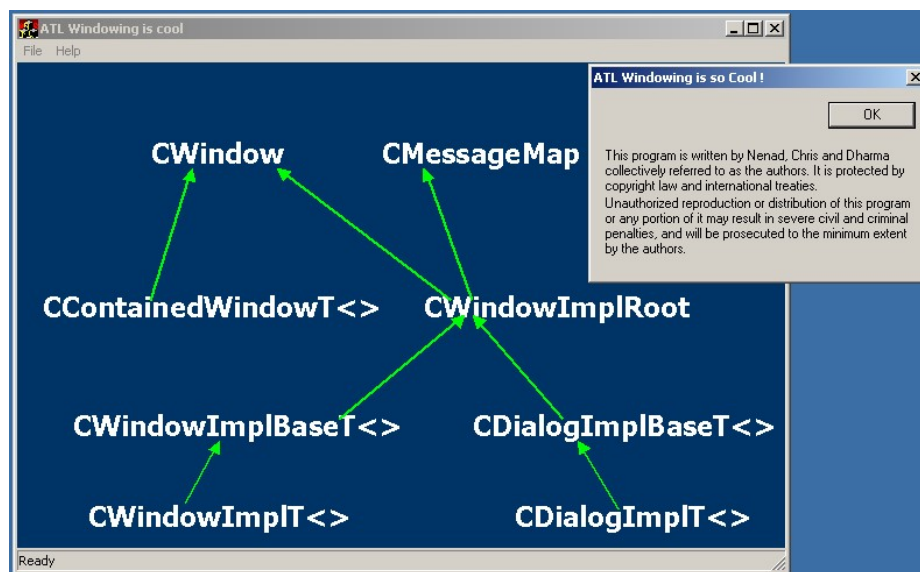 ATL Windowing is cool
File Help
ATL Windowing is so Cool !
OK
This program is written by Nenad, Chris and Dharma
collectively referred to as the authors. It is protected by
copyright law and international treaties.
Unauthorized reproduction or distribution of this program
or any portion of it may result in severe civil and criminal
penalties, and will be prosecuted to the minimum extent
by the authors.
CWindow CMessageMap
CContainedWindowT<> CWindowImplRoot
CWindowImplBaseT<> CDialogImplBaseT<>
CWindowImplT<> CDialogImplT<>
Ready